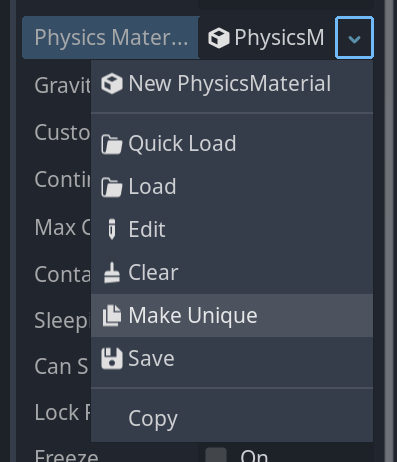 Physics Mater... PhysicsM
New PhysicsMaterial
Gravit
Custo
Quick Load
Contin
Load
Max C
Edit
Conta
Clear
Sleepi
Make Unique
Can S
Save
Lock R
Copy
Freeze
On